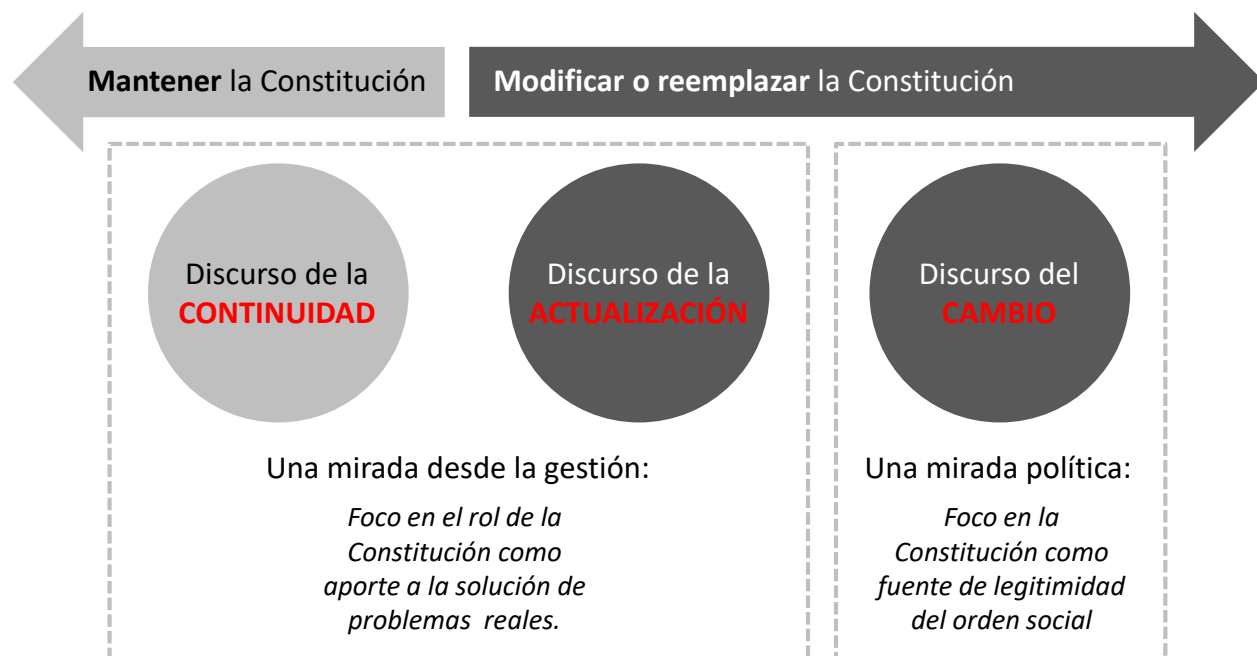 Mantener la Constitución
Modificar o reemplazar la Constitución
Discurso de la
CONTINUIDAD
Discurso de la
ACTUALIZACIÓN
Discurso del
CAMBIO
Una mirada desde la gestión:
Foco en el rol de la
Constitución como
aporte a la solución de
problemas reales.
Una mirada política:
Foco en la
Constitución como
fuente de legitimidad
del orden social